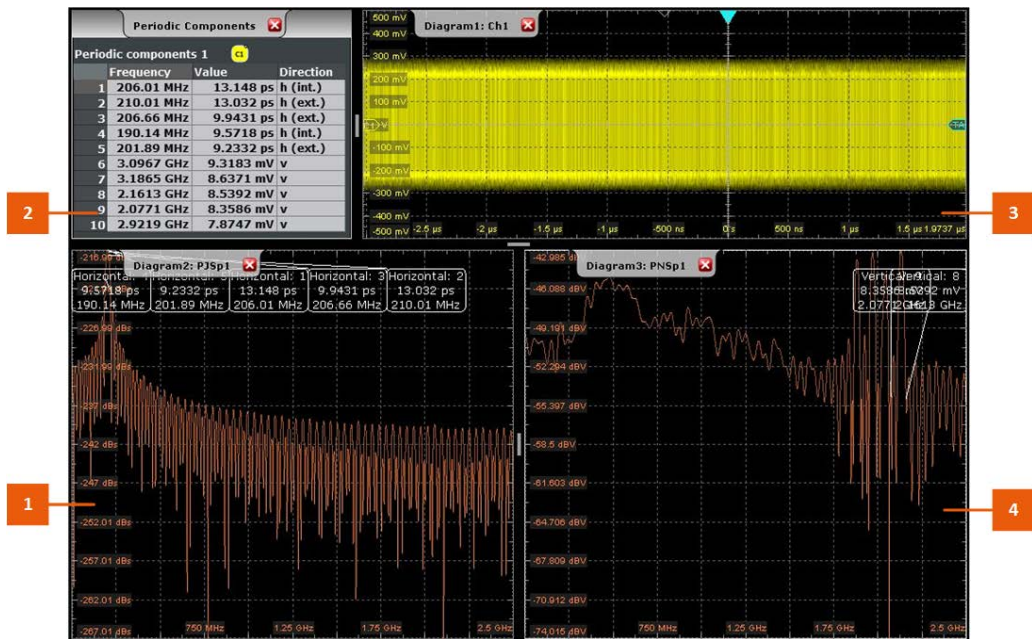 Periodic Components
Periodic components 1 C1
Frequency Value Direction
1 206.01 MHz 13.148 ps h (int.)
2 210.01 MHz 13.032 ps h (ext.)
3 206.66 MHz 9.9431 ps h (ext.)
4 190.14 MHz 9.5718 ps h (int.)
5 201.89 MHz 9.2332 ps h (ext.)
6 3.0967 GHz 9.3183 mV v
7 3.1865 GHz 8.6371 mV v
8 2.1613 GHz 8.5392 mV v
9 2.0771 GHz 8.3586 mV v
10 2.9219 GHz 7.8747 mV v
2
Diagram1: Ch1
500 mV
400 mV
300 mV
200 mV
100 mV
-100 mV
-200 mV
-300 mV
-400 mV
-500 mV
-2.5 µs -2 µs -1.5 µs -1 µs -500 ns 0 s 500 ns 1 µs 1.5 µs 1.9737 µs
TA
3
Diagram2: PJSp1
Horizontal: 1 Horizontal: 3 Horizontal: 2
9.5718 ps 9.2332 ps 13.148 ps 9.9431 ps 13.032 ps
190.14 MHz 201.89 MHz 206.01 MHz 206.66 MHz 210.01 MHz
-216.99 dBs
-226.99 dBs
-231.99 dBs
-237 dBs
-242 dBs
-247 dBs
-252.01 dBs
-257.01 dBs
-262.01 dBs
-267.01 dBs
750 MHz 1.25 GHz 1.75 GHz 2.5 GHz
1
Diagram3: PNSp1
Vertical: 8
-42.985 dBV
-46.088 dBV
-49.191 dBV
-52.294 dBV
-55.397 dBV
-58.5 dBV
-61.603 dBV
-64.706 dBV
-67.809 dBV
-70.912 dBV
-74.015 dBV
750 MHz 1.25 GHz 1.75 GHz 2.5 GHz
4